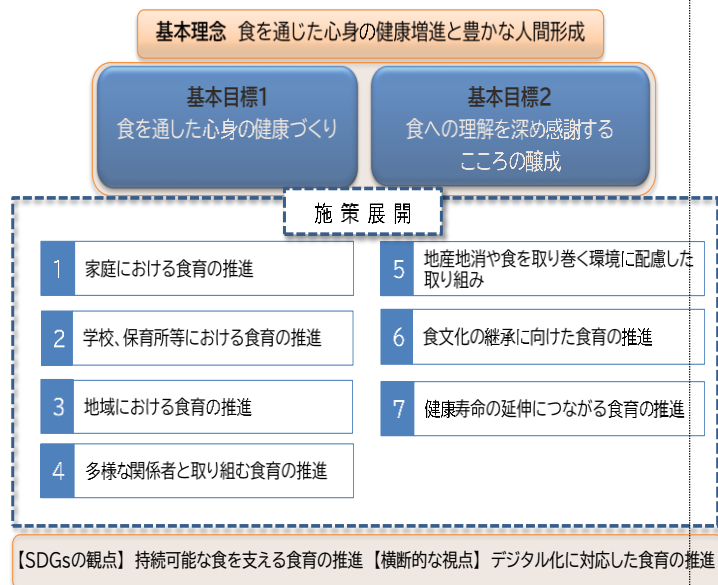 基本理念 食を通じた心身の健康増進と豊かな人間形成
基本目標1
食を通した心身の健康づくり
基本目標2
食への理解を深め感謝する
こころの醸成
施策展開
1 家庭における食育の推進
2 学校、保育所等における食育の推進
3 地域における食育の推進
4 多様な関係者と取り組む食育の推進
5 地産地消や食を取り巻く環境に配慮した
取り組み
6 食文化の継承に向けた食育の推進
7 健康寿命の延伸につながる食育の推進
【SDGsの観点】持続可能な食を支える食育の推進【横断的な視点】デジタル化に対応した食育の推進